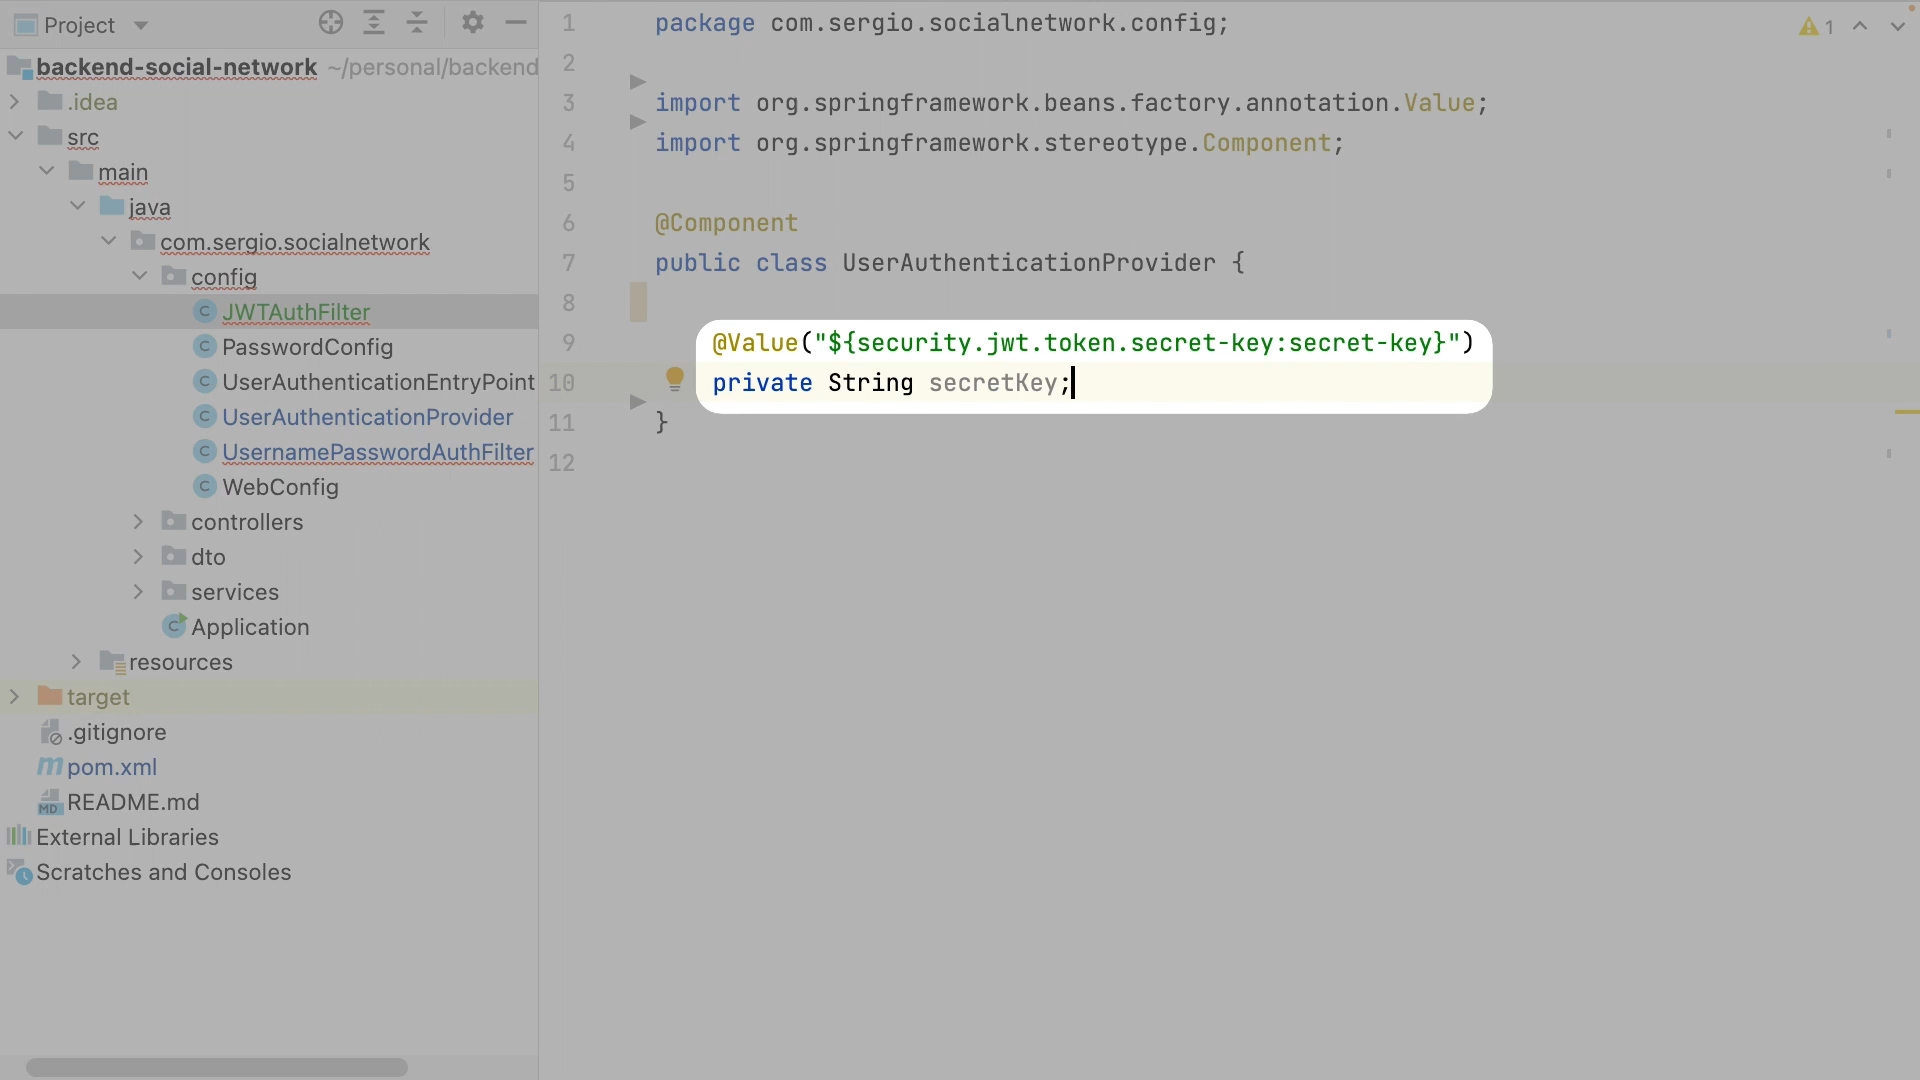 Project
backend-social-network ~/personal/backend
.idea
src
main
java
com.sergio.socialnetwork
config
JWTAuthFilter
PasswordConfig
UserAuthenticationEntryPoint
UserAuthenticationProvider
UsernamePasswordAuthFilter
WebConfig
controllers
dto
services
Application
resources
target
.gitignore
pom.xml
README.md
External Libraries
Scratches and Consoles
1 package com.sergio.socialnetwork.config;
2
3 import org.springframework.beans.factory.annotation.Value;
4 import org.springframework.stereotype.Component;
5
6 @Component
7 public class UserAuthenticationProvider {
8
9 @Value("${security.jwt.token.secret-key:secret-key}")
10 private String secretKey;
11 }
12
1